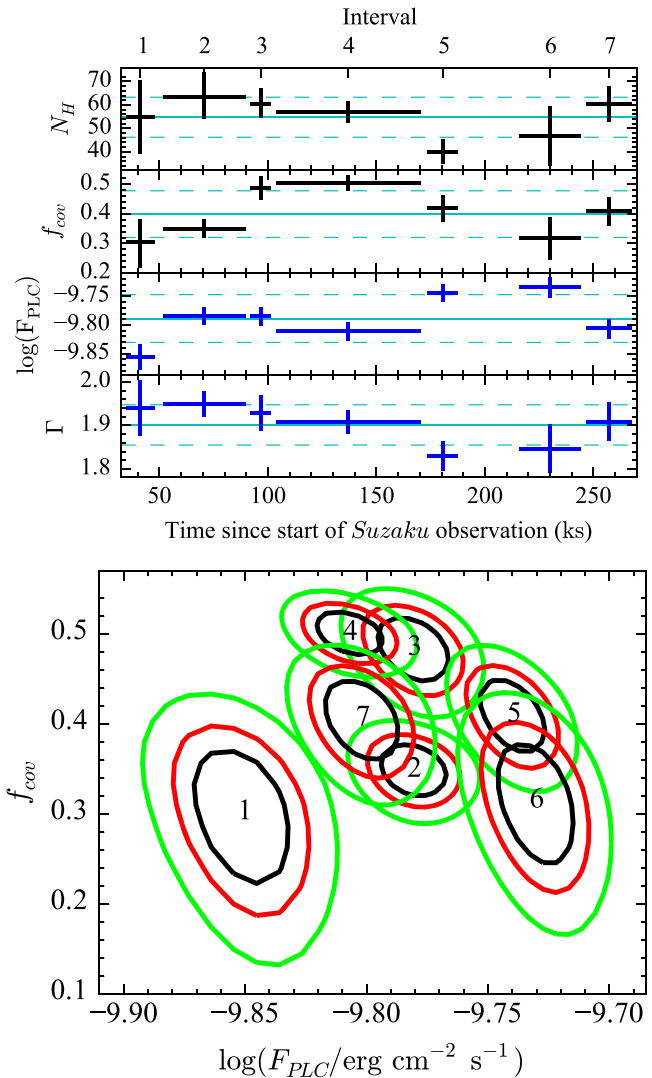 Interval
1 2 3 4 5 6 7
70
60
50
40
N_H
0.5
0.4
0.3
0.2
f_cov
−9.75
−9.80
−9.85
log(F_PLC)
2.0
1.9
1.8
Γ
50 100 150 200 250
Time since start of Suzaku observation (ks)
0.5
0.4
0.3
0.2
0.1
f_cov
4
3
7
5
2
6
1
−9.90 −9.85 −9.80 −9.75 −9.70
log(F_PLC/erg cm⁻² s⁻¹)